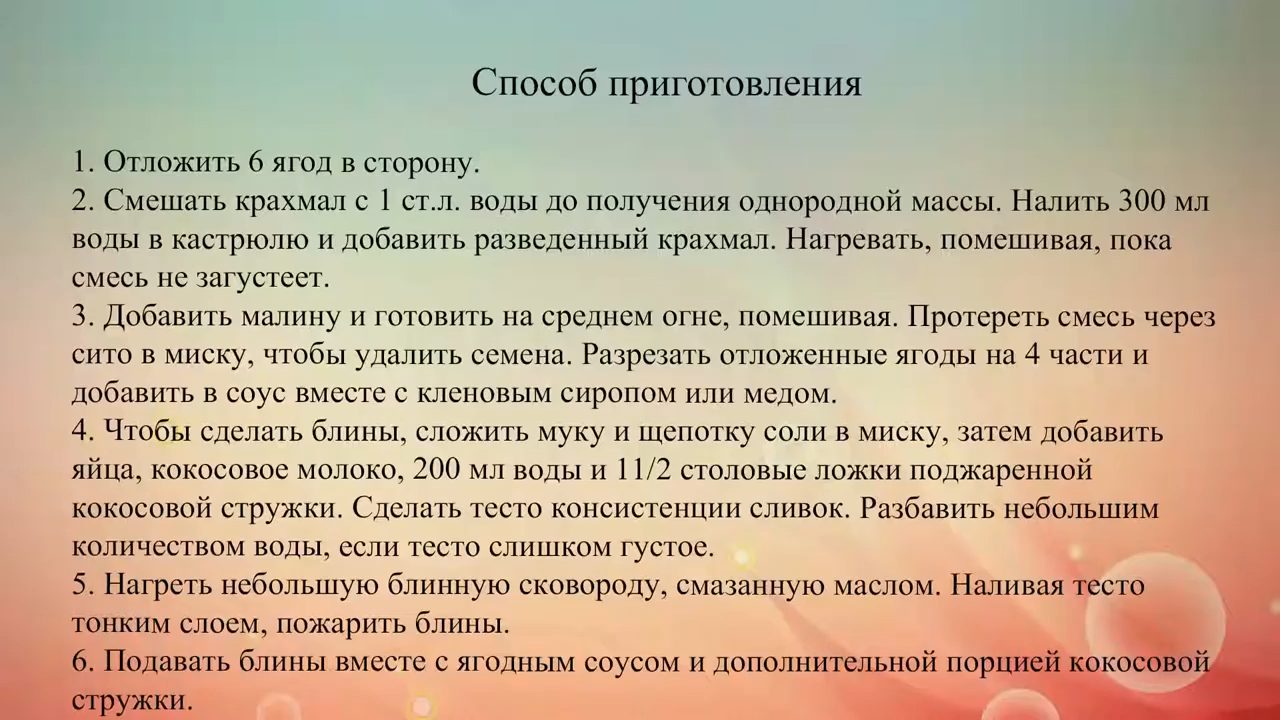 Способ приготовления
1. Отложить 6 ягод в сторону.
2. Смешать крахмал с 1 ст.л. воды до получения однородной массы. Налить 300 мл
воды в кастрюлю и добавить разведенный крахмал. Нагревать, помешивая, пока
смесь не загустеет.
3. Добавить малину и готовить на среднем огне, помешивая. Протереть смесь через
сито в миску, чтобы удалить семена. Разрезать отложенные ягоды на 4 части и
добавить в соус вместе с кленовым сиропом или медом.
4. Чтобы сделать блины, сложить муку и щепотку соли в миску, затем добавить
яйца, кокосовое молоко, 200 мл воды и 11/2 столовые ложки поджаренной
кокосовой стружки. Сделать тесто консистенции сливок. Разбавить небольшим
количеством воды, если тесто слишком густое.
5. Нагреть небольшую блинную сковороду, смазанную маслом. Наливая тесто
тонким слоем, пожарить блины.
6. Подавать блины вместе с ягодным соусом и дополнительной порцией кокосовой
стружки.